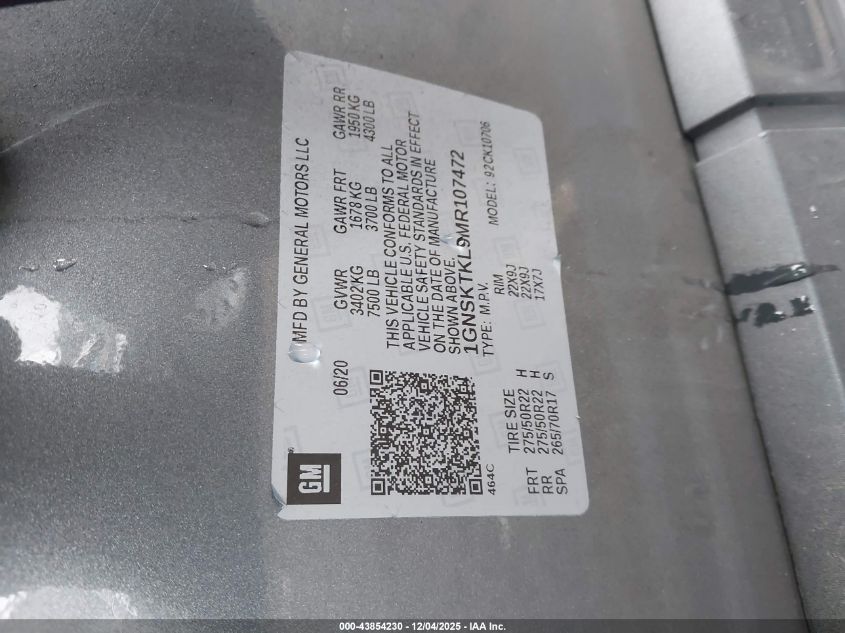 MFD BY GENERAL MOTORS LLC
06/20
GVWR GAWR FRT GAWR RR
3402KG 1678 KG 1950 KG
7500 LB 3700 LB 4300 LB
THIS VEHICLE CONFORMS TO ALL
APPLICABLE U.S. FEDERAL MOTOR
VEHICLE SAFETY STANDARDS IN EFFECT
ON THE DATE OF MANUFACTURE
SHOWN ABOVE.
1GNSKTKL9MR107472
TYPE: M.P.V. MODEL: 92CK10706
GM
464C
TIRE SIZE RIM
FRT 275/50R22 H 22X9J
RR 275/50R22 H 22X9J
SPA 265/70R17 S 17X7J
000-43854230 - 12/04/2025 - IAA Inc.